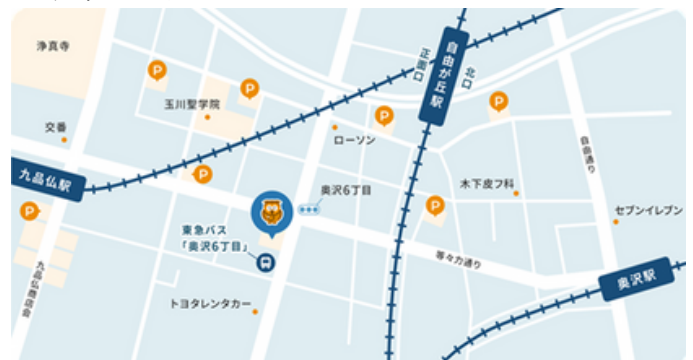 浄真寺
P
P
玉川聖学院
交番
九品仏駅
P
P
九品仏商店会
東急バス
「奥沢6丁目」
トヨタレンタカー
奥沢6丁目
ローソン
P
正面口
自由が丘駅
北口
P
P
木下皮フ科
自由通り
セブンイレブン
等々力通り
奥沢駅